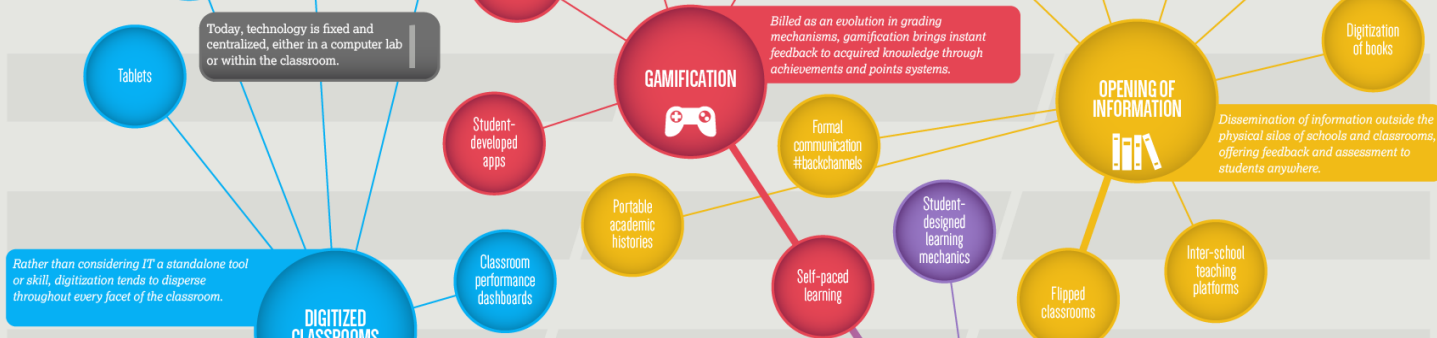 Today, technology is fixed and
centralized, either in a computer lab
or within the classroom.
Tablets
GAMIFICATION
Billed as an evolution in grading
mechanisms, gamification brings instant
feedback to acquired knowledge through
achievements and points systems.
Digitization
of books
OPENING OF
INFORMATION
Dissemination of information outside the
physical silos of schools and classrooms,
offering feedback and assessment to
students anywhere.
Student-
developed
apps
Formal
communication
#backchannels
Portable
academic
histories
Student-
designed
learning
mechanics
Inter-school
teaching
platforms
Rather than considering IT a standalone tool
or skill, digitization tends to disperse
throughout every facet of the classroom.
Classroom
performance
dashboards
Self-paced
learning
Flipped
classrooms
DIGITIZED
CLASSROOMS